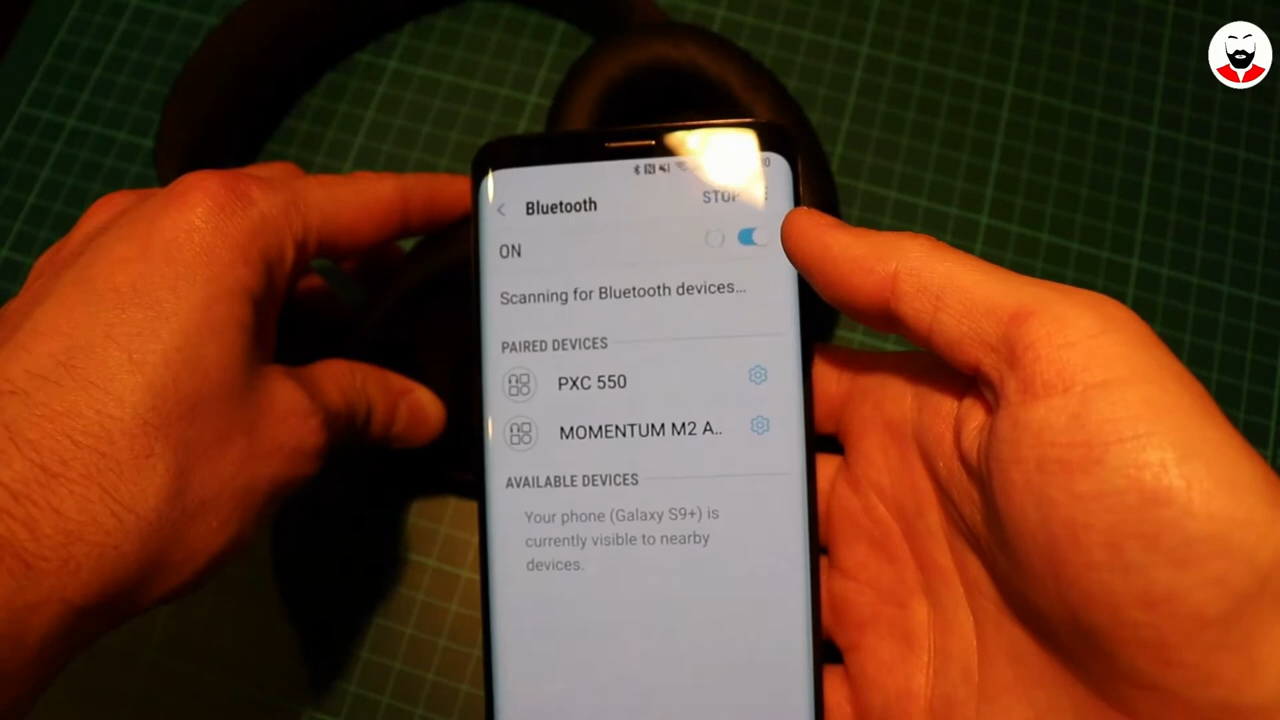 Bluetooth
STOP
ON
Scanning for Bluetooth devices...
PAIRED DEVICES
PXC 550
MOMENTUM M2 A..
AVAILABLE DEVICES
Your phone (Galaxy S9+) is
currently visible to nearby
devices.